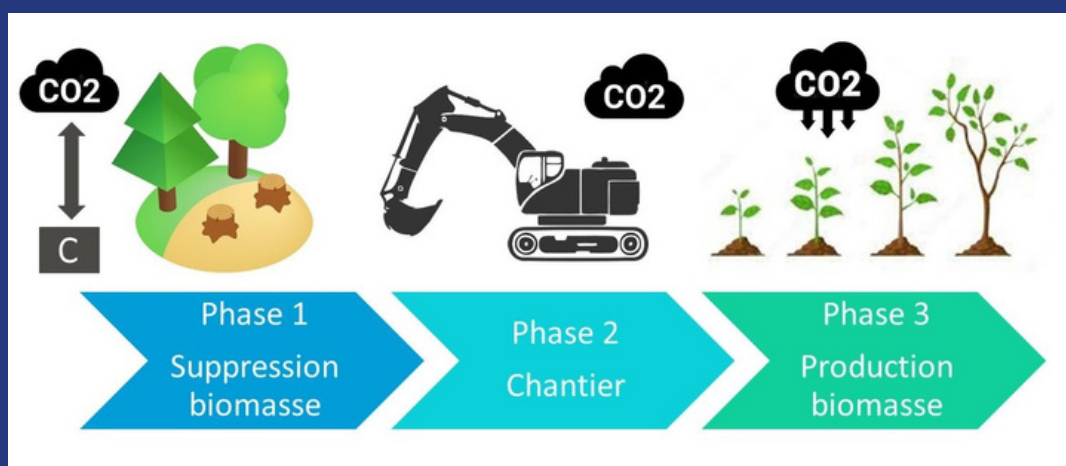 CO2
C
CO2
CO2
Phase 1
Suppression
biomasse
Phase 2
Chantier
Phase 3
Production
biomasse